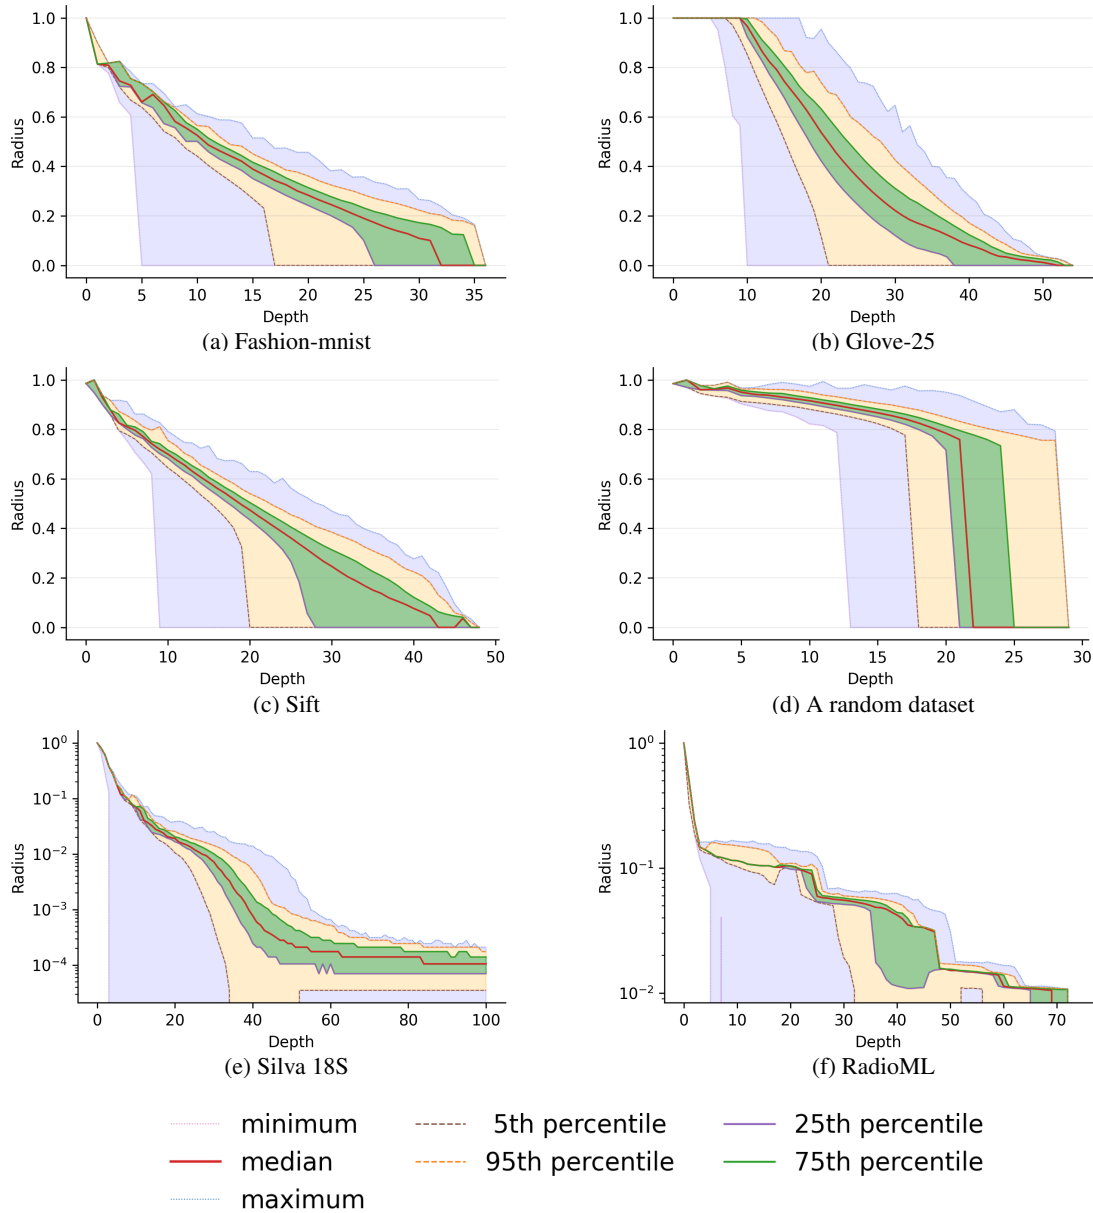 1.0
0.8
0.6
0.4
0.2
0.0
Radius
0 5 10 15 20 25 30 35
Depth
(a) Fashion-mnist
1.0
0.8
0.6
0.4
0.2
0.0
Radius
0 10 20 30 40 50
Depth
(b) Glove-25
1.0
0.8
0.6
0.4
0.2
0.0
Radius
0 10 20 30 40 50
Depth
(c) Sift
1.0
0.8
0.6
0.4
0.2
0.0
Radius
0 5 10 15 20 25 30
Depth
(d) A random dataset
10⁰
10⁻¹
10⁻²
10⁻³
10⁻⁴
Radius
0 20 40 60 80 100
Depth
(e) Silva 18S
10⁰
10⁻¹
10⁻²
Radius
0 10 20 30 40 50 60 70
Depth
(f) RadioML
minimum 5th percentile 25th percentile
median 95th percentile 75th percentile
maximum